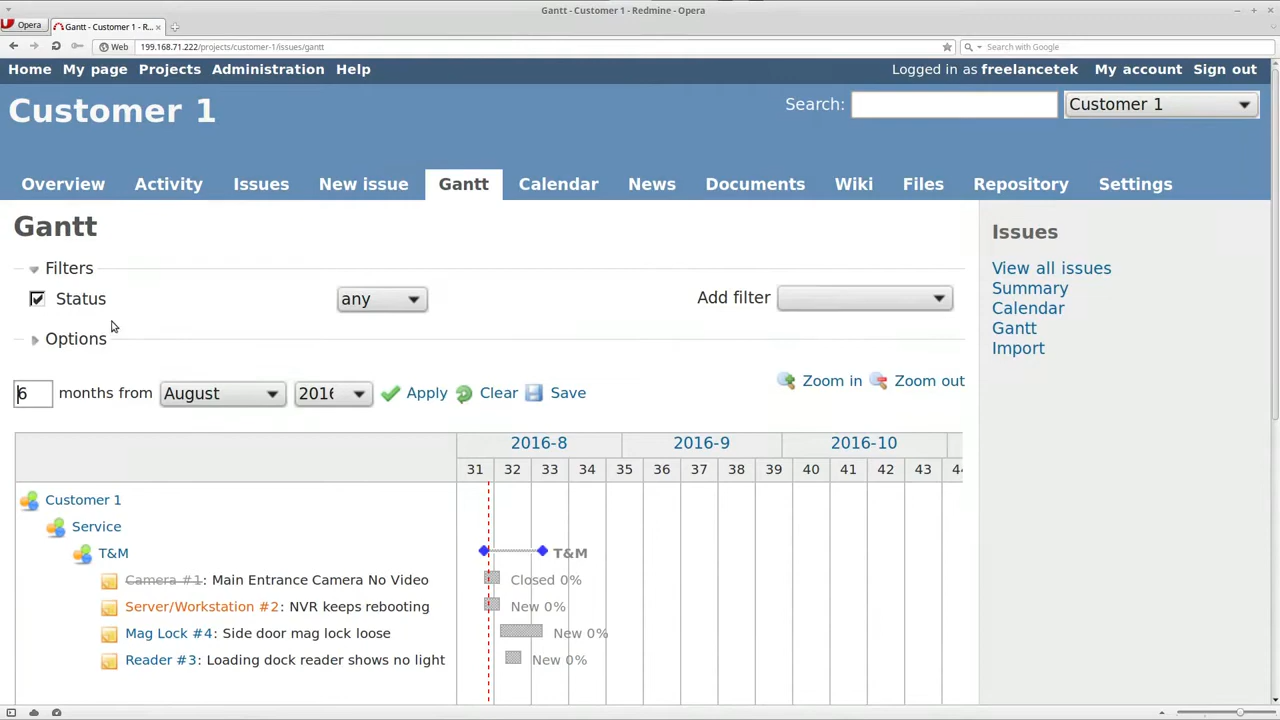 Gantt - Customer 1 - Redmine - Opera
Opera
Gantt - Customer 1 - R...
Web
199.168.71.222/projects/customer-1/issues/gantt
Search with Google
Home My page Projects Administration Help
Logged in as freelancetek My account Sign out
Customer 1
Search:
Customer 1
Overview Activity Issues New issue Gantt Calendar News Documents Wiki Files Repository Settings
Gantt
Filters
Status any Add filter
Options
6 months from August 2016 Apply Clear Save
Zoom in Zoom out
2016-8 2016-9 2016-10
31 32 33 34 35 36 37 38 39 40 41 42 43
Customer 1
Service
T&M T&M
Camera #1: Main Entrance Camera No Video Closed 0%
Server/Workstation #2: NVR keeps rebooting New 0%
Mag Lock #4: Side door mag lock loose New 0%
Reader #3: Loading dock reader shows no light New 0%
Issues
View all issues
Summary
Calendar
Gantt
Import